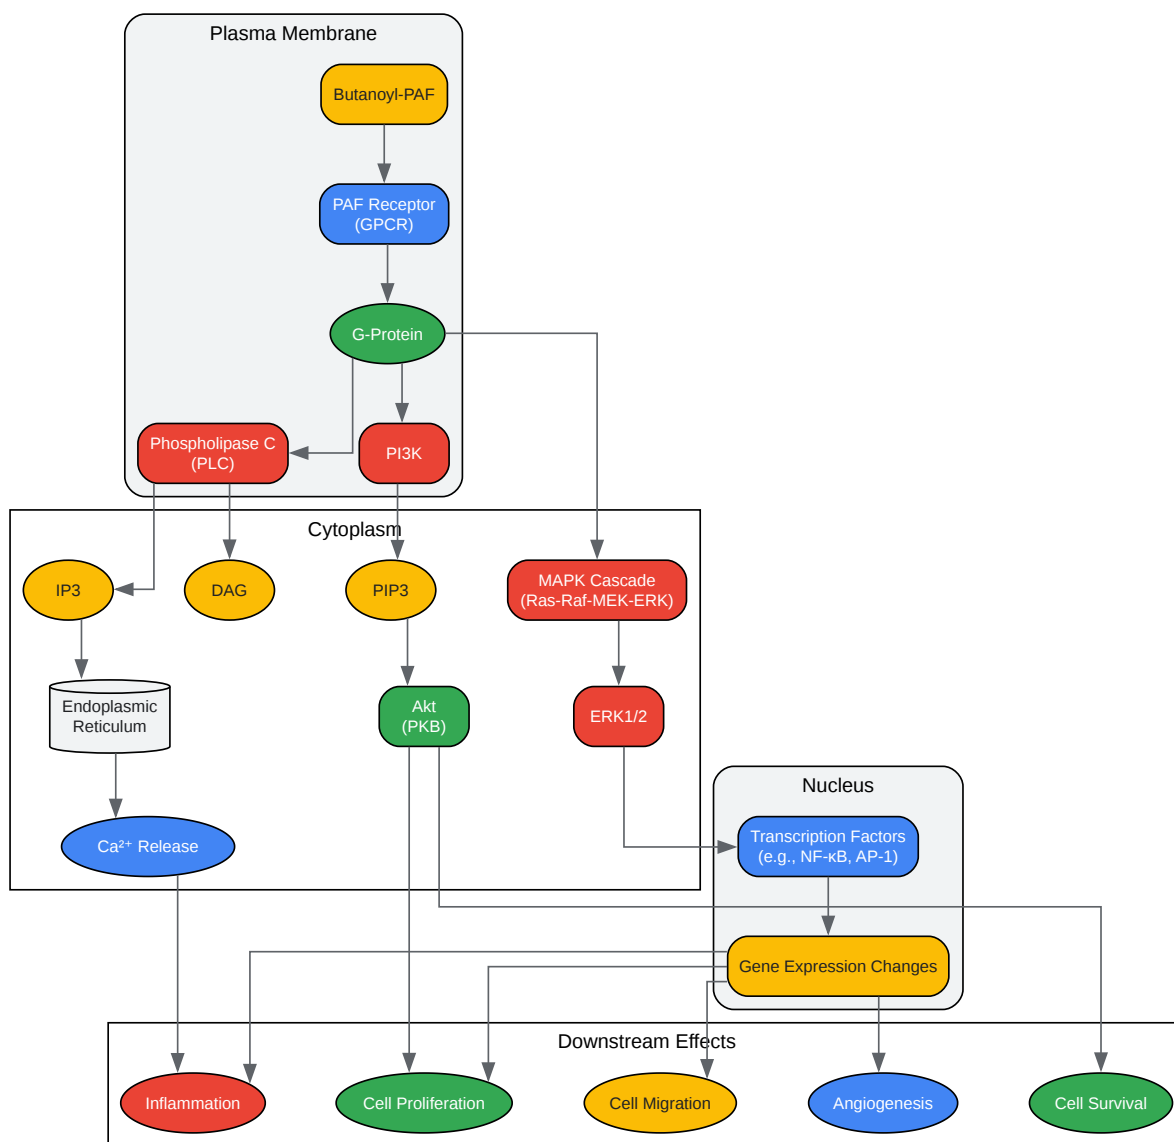 Plasma Membrane
Butanoyl-PAF
PAF Receptor
(GPCR)
G-Protein
Phospholipase C
(PLC)
PI3K
Cytoplasm
IP3
DAG
PIP3
MAPK Cascade
(Ras-Raf-MEK-ERK)
Endoplasmic
Reticulum
Akt
(PKB)
ERK1/2
Ca²⁺ Release
Nucleus
Transcription Factors
(e.g., NF-κB, AP-1)
Gene Expression Changes
Downstream Effects
Inflammation
Cell Proliferation
Cell Migration
Angiogenesis
Cell Survival